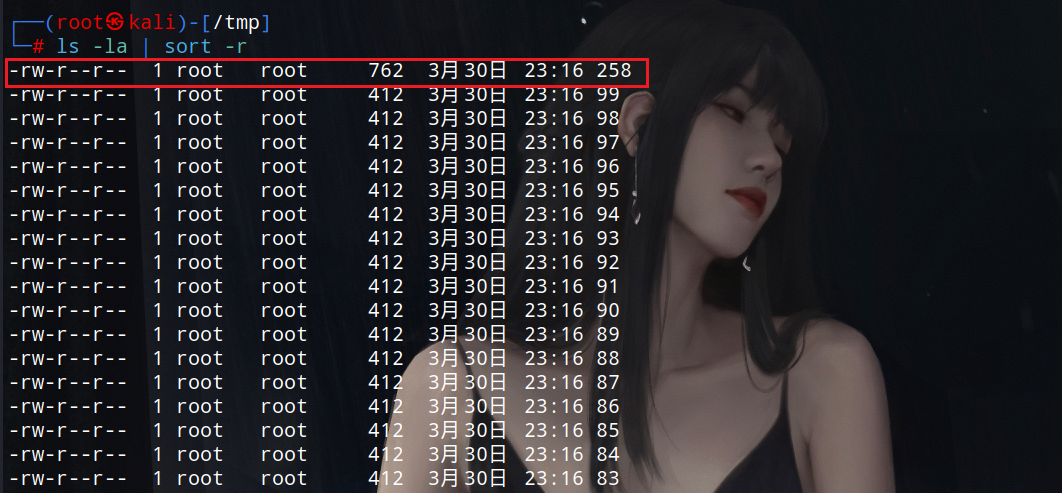 ┌──(root㉿kali)-[/tmp]
└─# ls -la | sort -r
-rw-r--r--  1 root   root     762  3月 30日  23:16 258
-rw-r--r--  1 root   root     412  3月 30日  23:16 99
-rw-r--r--  1 root   root     412  3月 30日  23:16 98
-rw-r--r--  1 root   root     412  3月 30日  23:16 97
-rw-r--r--  1 root   root     412  3月 30日  23:16 96
-rw-r--r--  1 root   root     412  3月 30日  23:16 95
-rw-r--r--  1 root   root     412  3月 30日  23:16 94
-rw-r--r--  1 root   root     412  3月 30日  23:16 93
-rw-r--r--  1 root   root     412  3月 30日  23:16 92
-rw-r--r--  1 root   root     412  3月 30日  23:16 91
-rw-r--r--  1 root   root     412  3月 30日  23:16 90
-rw-r--r--  1 root   root     412  3月 30日  23:16 89
-rw-r--r--  1 root   root     412  3月 30日  23:16 88
-rw-r--r--  1 root   root     412  3月 30日  23:16 87
-rw-r--r--  1 root   root     412  3月 30日  23:16 86
-rw-r--r--  1 root   root     412  3月 30日  23:16 85
-rw-r--r--  1 root   root     412  3月 30日  23:16 84
-rw-r--r--  1 root   root     412  3月 30日  23:16 83